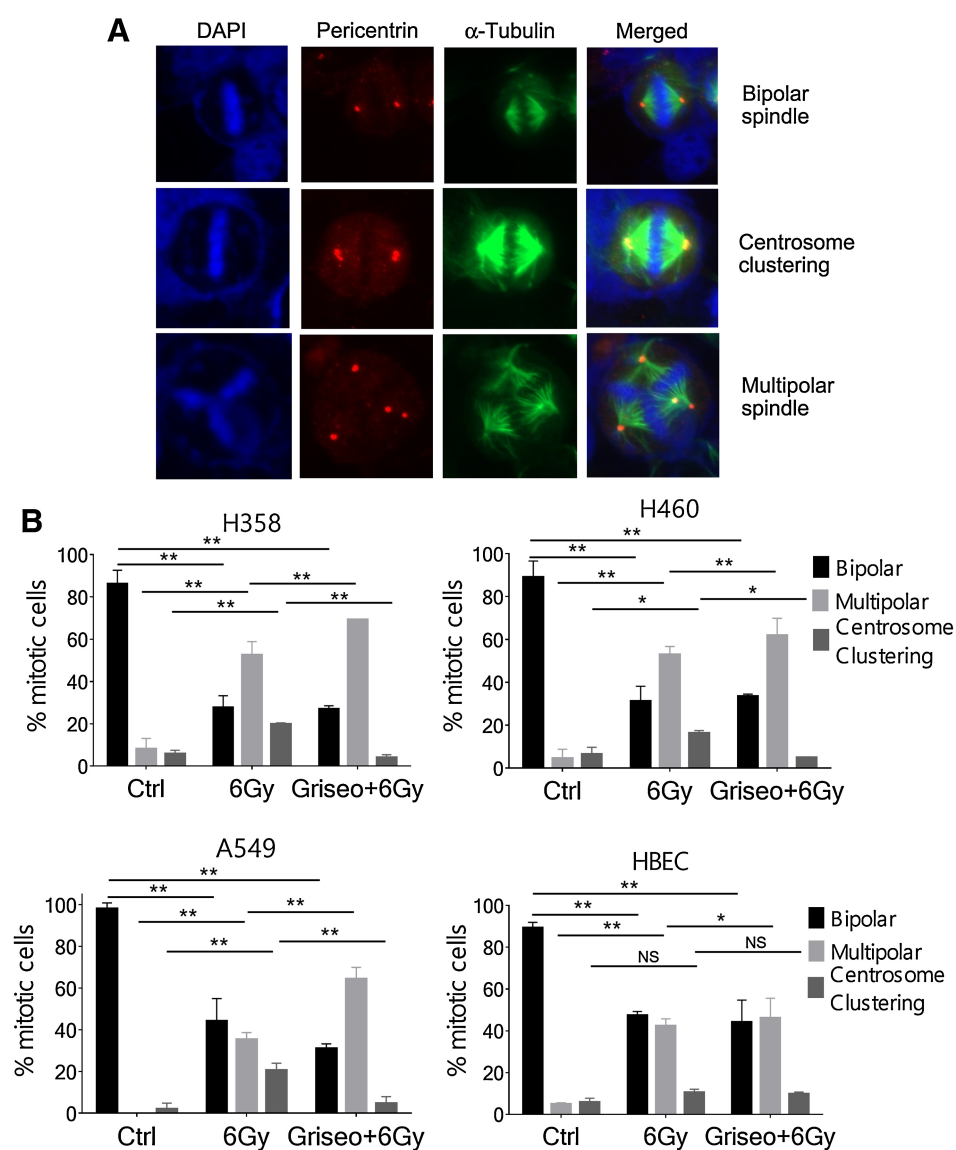 A
DAPI Pericentrin α-Tubulin Merged
Bipolar
spindle
Centrosome
clustering
Multipolar
spindle
B
H358
% mitotic cells
100
80
60
40
20
0
** ** ** ** ** **
Ctrl 6Gy Griseo+6Gy
H460
% mitotic cells
100
80
60
40
20
0
** ** ** ** * *
Ctrl 6Gy Griseo+6Gy
Bipolar
Multipolar
Centrosome
Clustering
A549
% mitotic cells
100
80
60
40
20
0
** ** ** ** ** **
Ctrl 6Gy Griseo+6Gy
HBEC
% mitotic cells
100
80
60
40
20
0
** ** * ** NS NS
Ctrl 6Gy Griseo+6Gy
Bipolar
Multipolar
Centrosome
Clustering